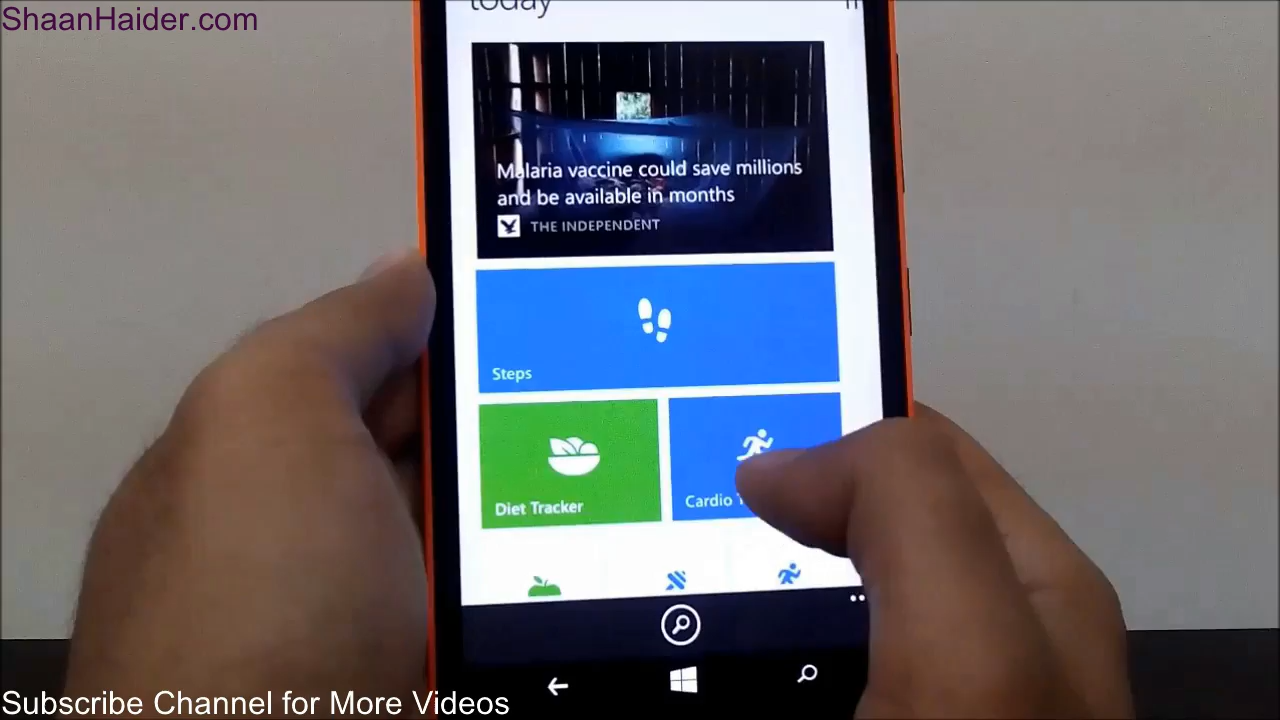 ShaanHaider.com
today
Malaria vaccine could save millions
and be available in months
THE INDEPENDENT
Steps
Diet Tracker
Cardio
Subscribe Channel for More Videos